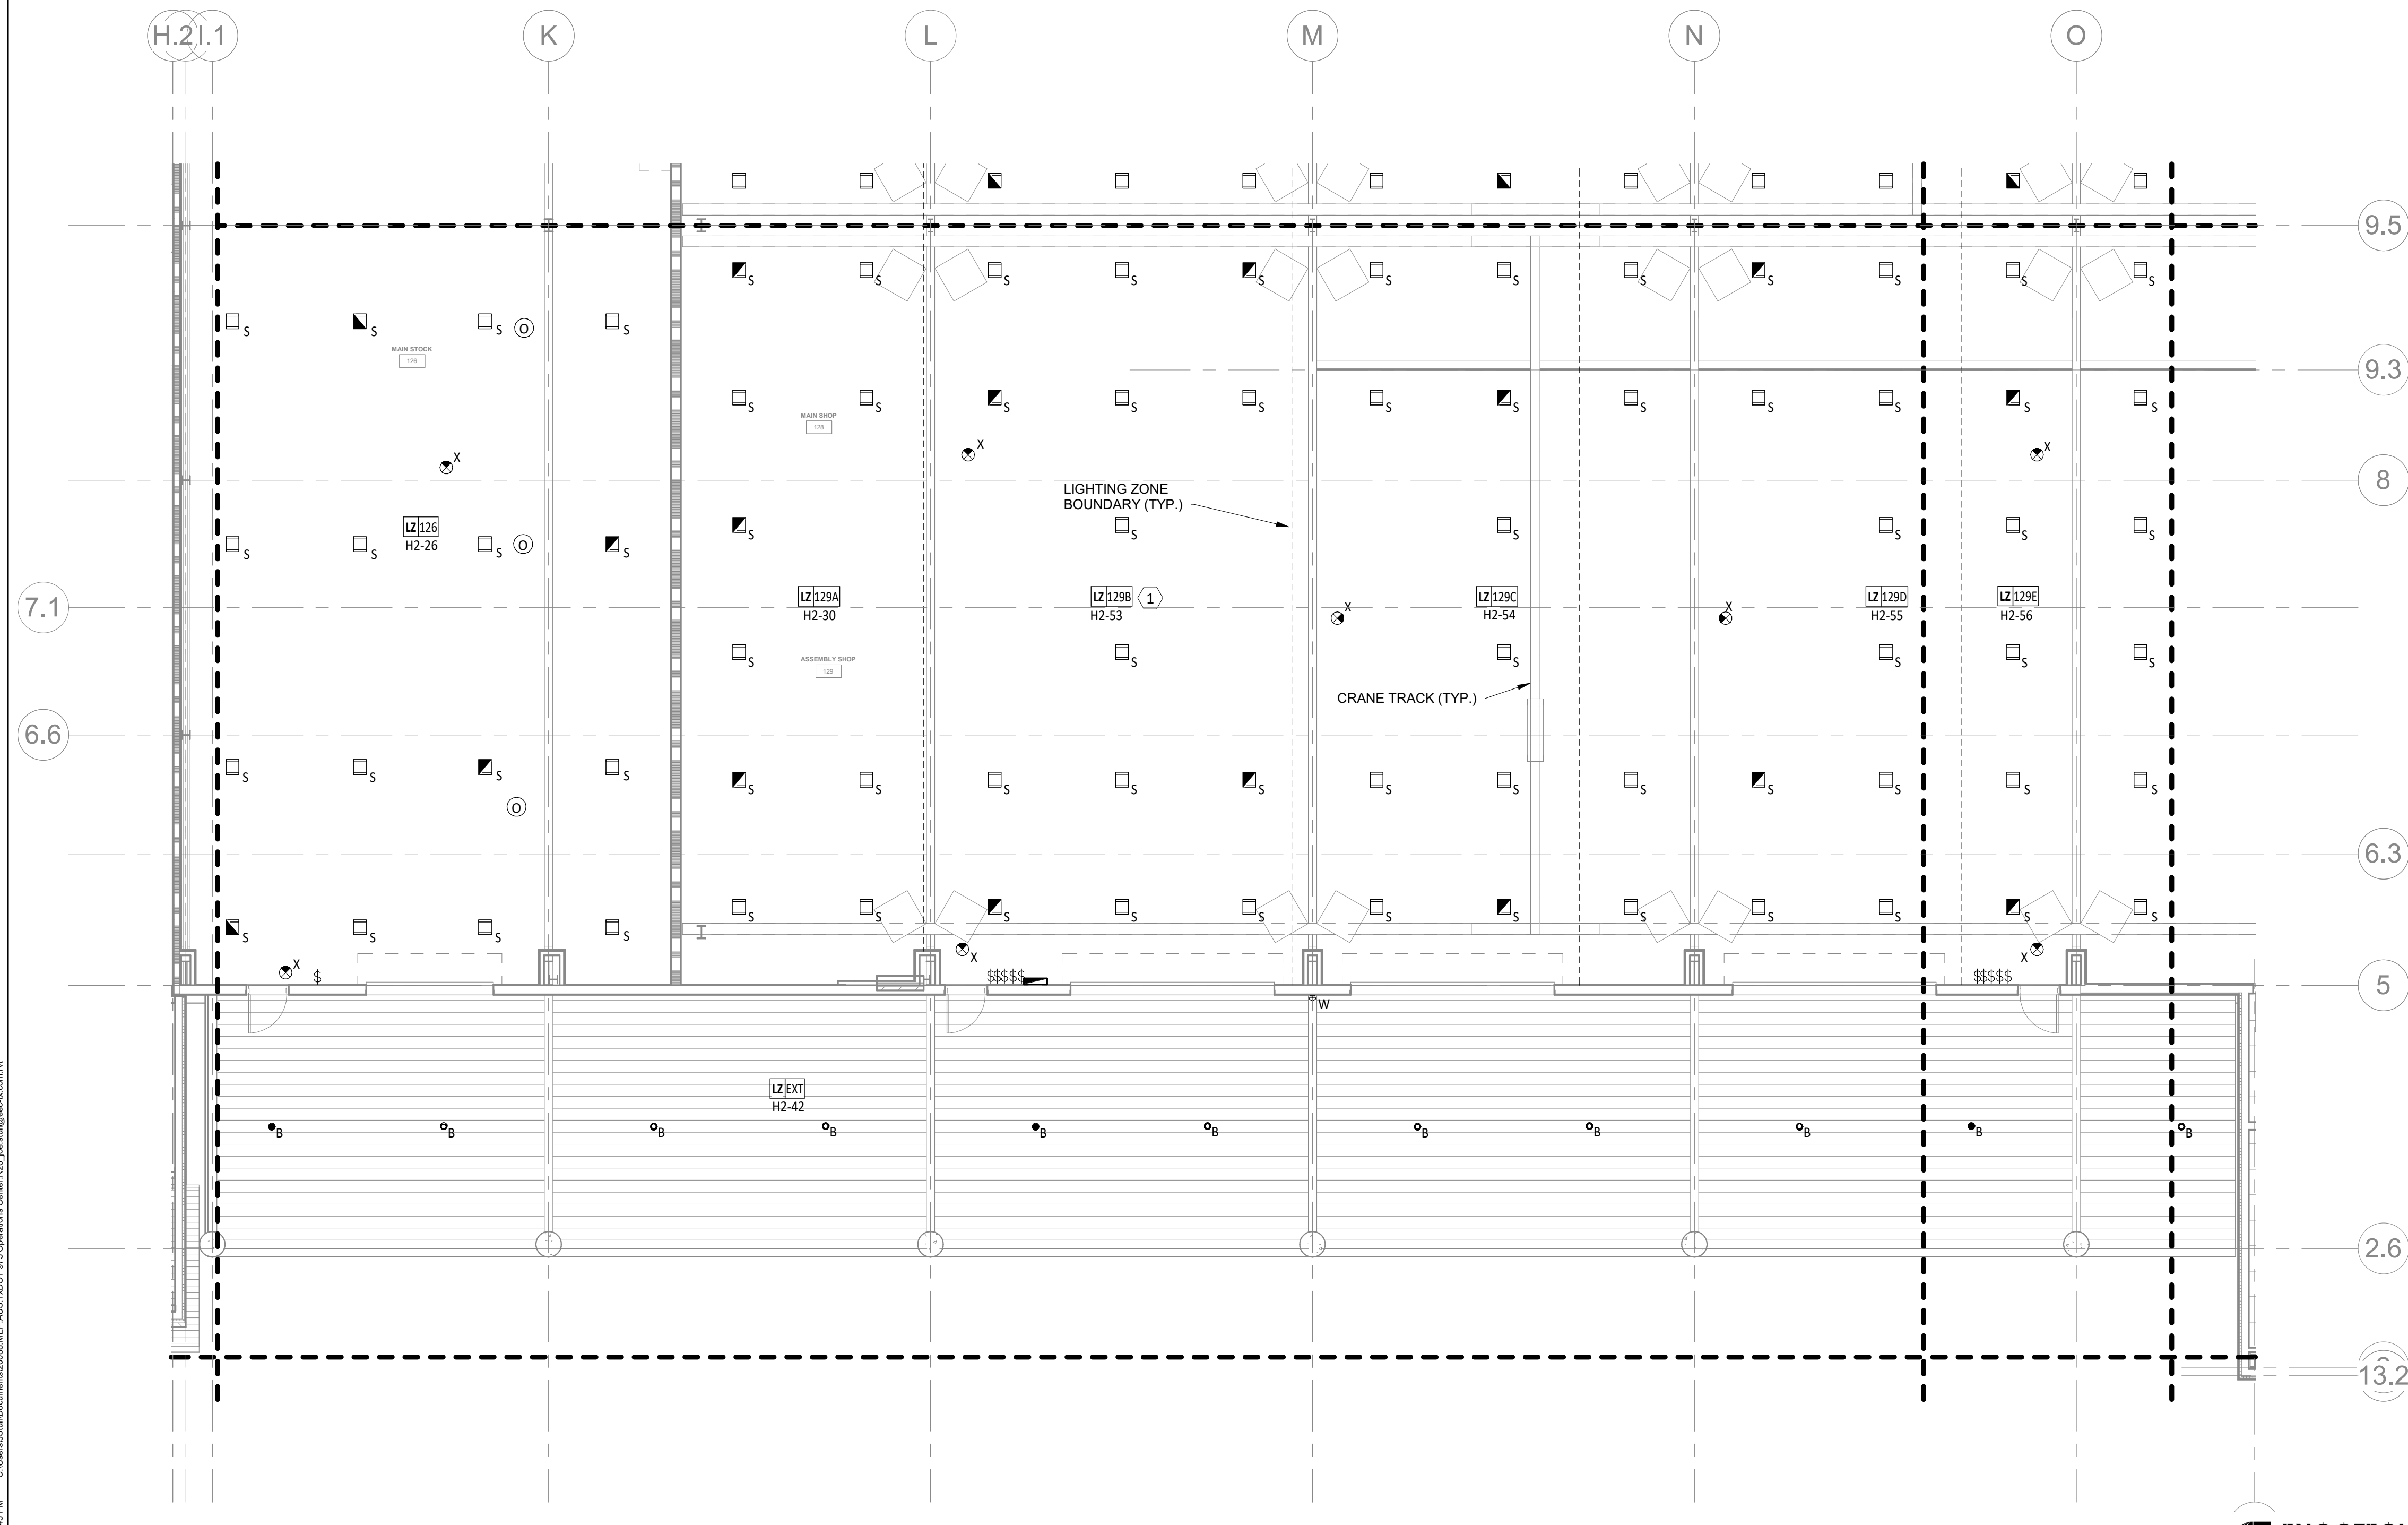 H.2 I.1 K L M N O
9.5
S S S S S S S S S S S S
S S S S
O
MAIN STOCK
126
9.3
S S S S S S S S S S S S
MAIN SHOP
128
X X X
8
LIGHTING ZONE
BOUNDARY (TYP.)
LZ 126
H2-26
S S S S
O
S S S S S
7.1
LZ 129A
H2-30
LZ 129B
H2-53
1
LZ 129C
H2-54
LZ 129D
H2-55
LZ 129E
H2-56
X X
S S S S S S
ASSEMBLY SHOP
129
CRANE TRACK (TYP.)
6.6
S S S S
S S S S S S S S S S S S
O
6.3
S S S S S S S S S S S S
S S S S
X X X
X
$
$$$$$
$$$$$
5
W
LZ EXT
H2-42
B B B B B B B B B B B
2.6
13.2